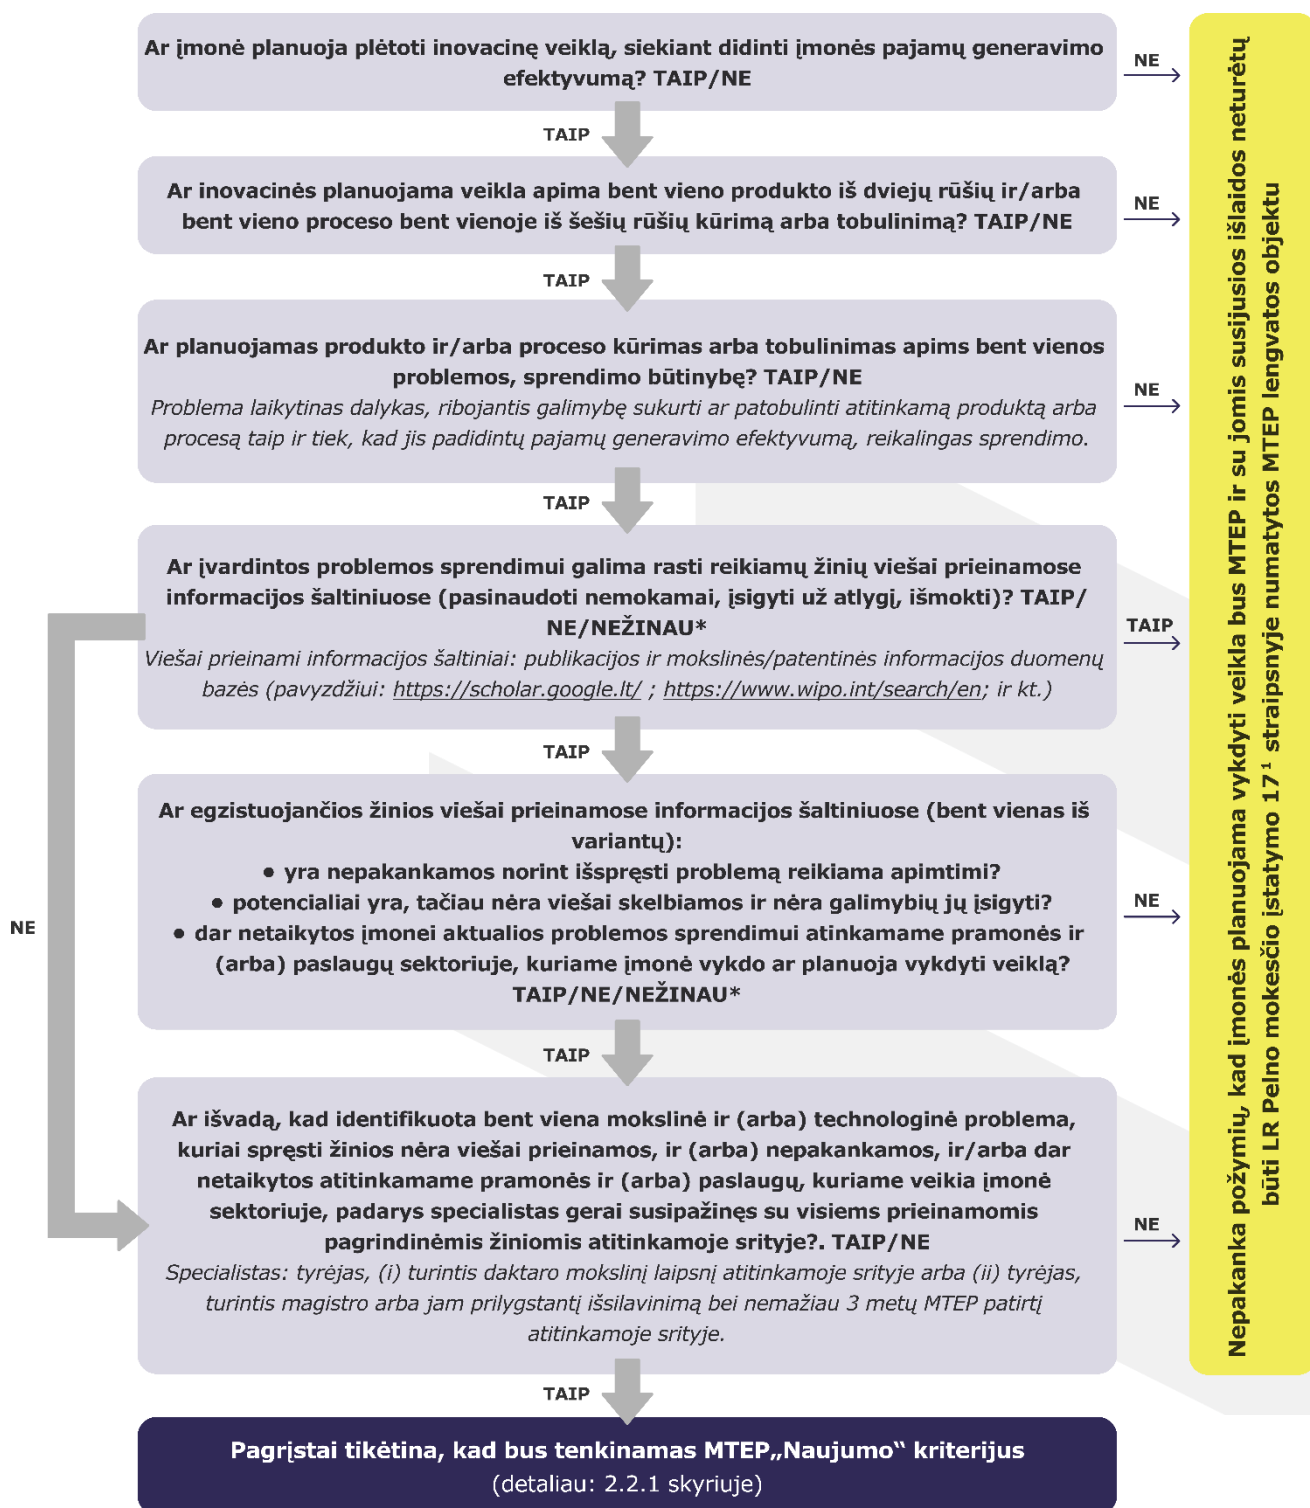 Ar įmonė planuoja plėtoti inovacinę veiklą, siekiant didinti įmonės pajamų generavimo
efektyvumą? TAIP/NE
NE
TAIP
Ar inovacinės planuojama veikla apima bent vieno produkto iš dviejų rūšių ir/arba
bent vieno proceso bent vienoje iš šešių rūšių kūrimą arba tobulinimą? TAIP/NE
NE
TAIP
Ar planuojamas produkto ir/arba proceso kūrimas arba tobulinimas apims bent vienos
problemos, sprendimo būtinybę? TAIP/NE
Problema laikytinas dalykas, ribojantis galimybę sukurti ar patobulinti atitinkamą produktą arba
procesą taip ir tiek, kad jis padidintų pajamų generavimo efektyvumą, reikalingas sprendimo.
NE
TAIP
Ar įvardintos problemos sprendimui galima rasti reikiamų žinių viešai prieinamose
informacijos šaltiniuose (pasinaudoti nemokamai, įsigyti už atlygį, išmokti)? TAIP/
NE/NEŽINAU*
Viešai prieinami informacijos šaltiniai: publikacijos ir mokslinės/patentinės informacijos duomenų
bazės (pavyzdžiui: https://scholar.google.lt/ ; https://www.wipo.int/search/en; ir kt.)
TAIP
TAIP
Ar egzistuojančios žinios viešai prieinamose informacijos šaltiniuose (bent vienas iš
variantų):
• yra nepakankamos norint išspręsti problemą reikiama apimtimi?
• potencialiai yra, tačiau nėra viešai skelbiamos ir nėra galimybių jų įsigyti?
• dar netaikytos įmonei aktualios problemos sprendimui atinkamame pramonės ir
(arba) paslaugų sektoriuje, kuriame įmonė vykdo ar planuoja vykdyti veiklą?
TAIP/NE/NEŽINAU*
NE
NE
TAIP
Ar išvadą, kad identifikuota bent viena mokslinė ir (arba) technologinė problema,
kuriai spręsti žinios nėra viešai prieinamos, ir (arba) nepakankamos, ir/arba dar
netaikytos atitinkamame pramonės ir (arba) paslaugų, kuriame veikia įmonė
sektoriuje, padarys specialistas gerai susipažinęs su visiems prieinamomis
pagrindinėmis žiniomis atitinkamoje srityje?. TAIP/NE
Specialistas: tyrėjas, (i) turintis daktaro mokslinį laipsnį atitinkamoje srityje arba (ii) tyrėjas,
turintis magistro arba jam prilygstantį išsilavinimą bei nemažiau 3 metų MTEP patirtį
atitinkamoje srityje.
NE
TAIP
Pagrįstai tikėtina, kad bus tenkinamas MTEP„Naujumo“ kriterijus
(detaliau: 2.2.1 skyriuje)
Nepakanka požymių, kad įmonės planuojama vykdyti veikla bus MTEP ir su jomis susijusios išlaidos neturėtų
būti LR Pelno mokesčio įstatymo 17¹ straipsnyje numatytos MTEP lengvatos objektu